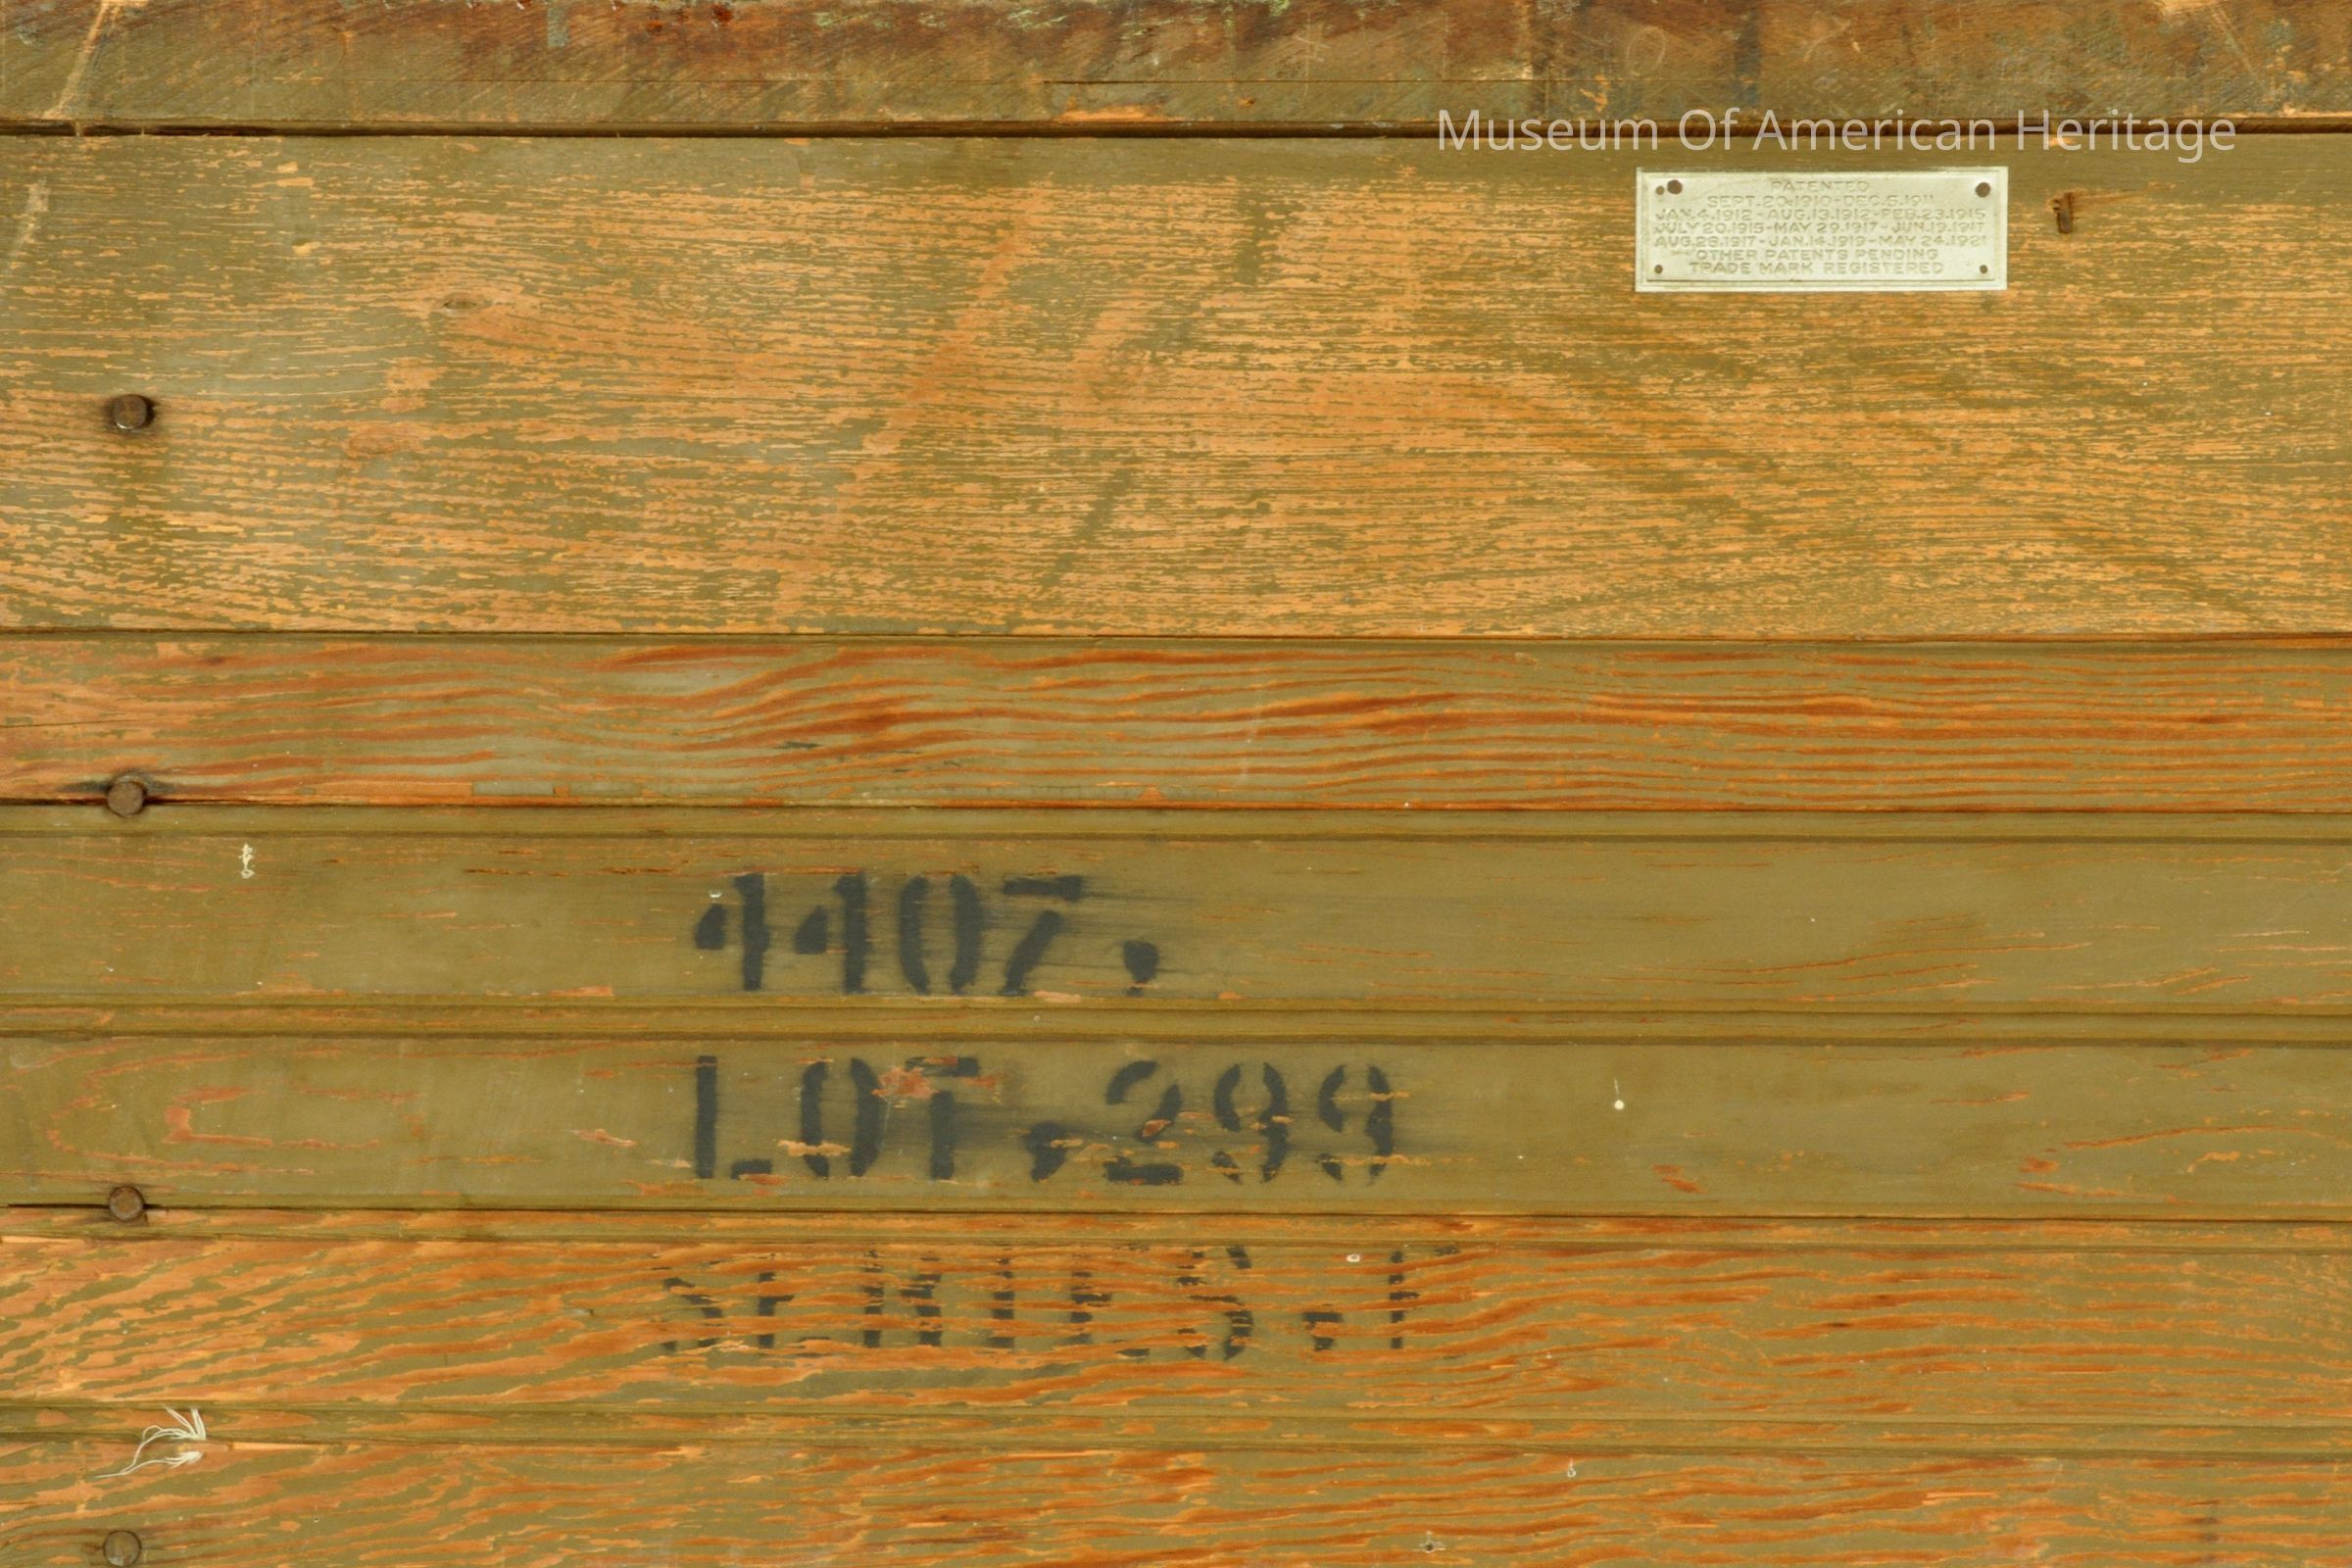 Museum Of American Heritage
PATENTED
SEPT.20.1910-DEC.5.1911
JAN.4.1912-AUG.13.1912-FEB.23.1915
JULY 20.1915-MAY 29.1917-JUN.19.1917
AUG.28.1917-JAN.14.1919-MAY 24.1921
OTHER PATENTS PENDING
TRADE MARK REGISTERED
4407.
LOT.299
SERIES.1